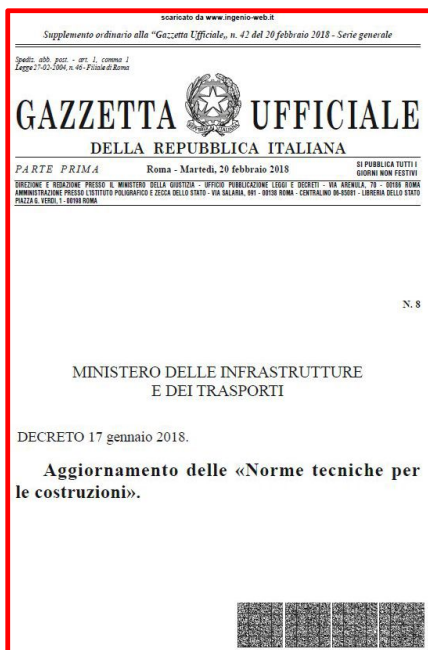 scaricato da www.ingenio-web.it
Supplemento ordinario alla “Gazzetta Ufficiale„ n. 42 del 20 febbraio 2018 - Serie generale
Spediz. abb. post. - art. 1, comma 1
Legge 27-02-2004, n. 46 - Filiale di Roma
GAZZETTA UFFICIALE
DELLA REPUBBLICA ITALIANA
PARTE PRIMA
Roma - Martedì, 20 febbraio 2018
SI PUBBLICA TUTTI I
GIORNI NON FESTIVI
DIREZIONE E REDAZIONE PRESSO IL MINISTERO DELLA GIUSTIZIA - UFFICIO PUBBLICAZIONE LEGGI E DECRETI - VIA ARENULA, 70 - 00186 ROMA
AMMINISTRAZIONE PRESSO L'ISTITUTO POLIGRAFICO E ZECCA DELLO STATO - VIA SALARIA, 691 - 00138 ROMA - CENTRALINO 06-85081 - LIBRERIA DELLO STATO
PIAZZA G. VERDI, 1 - 00198 ROMA
N. 8
MINISTERO DELLE INFRASTRUTTURE
E DEI TRASPORTI
DECRETO 17 gennaio 2018.
Aggiornamento delle «Norme tecniche per
le costruzioni».